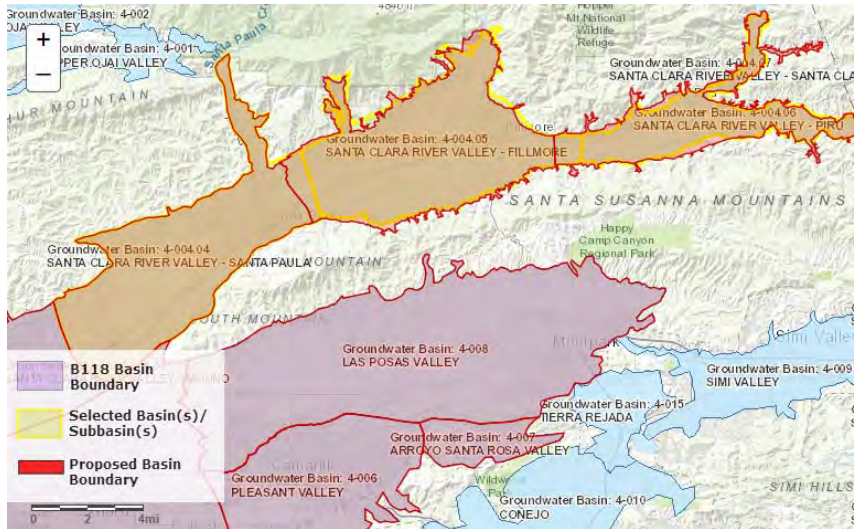 Groundwater Basin: 4-002
OJAI VALLEY
Groundwater Basin: 4-001
UPPER OJAI VALLEY
+
−
Santa Paula
Hopper
Mt National
Wildlife
Refuge
Groundwater Basin: 4-004.07
SANTA CLARA RIVER VALLEY - SANTA CLA
MOUNTAIN
Groundwater Basin: 4-004.06
SANTA CLARA RIVER VALLEY - PIRU
Groundwater Basin: 4-004.05
SANTA CLARA RIVER VALLEY - FILLMORE
SANTA SUSANNA MOUNTAINS
Happy
Camp Canyon
Regional Park
Groundwater Basin: 4-004.04
SANTA CLARA RIVER VALLEY - SANTA PAULA
MOUNTAIN
SOUTH MOUNTAIN
Groundwater Basin: 4-008
LAS POSAS VALLEY
Simi Valley
Groundwater Basin: 4-009
SIMI VALLEY
Groundwater Basin: 4-015
TIERRA REJADA
Groundwater Basin: 4-007
ARROYO SANTA ROSA VALLEY
Groundwater Basin: 4-006
PLEASANT VALLEY
Groundwater Basin: 4-010
CONEJO
SIMI HILLS
B118 Basin
Boundary
Selected Basin(s)/
Subbasin(s)
Proposed Basin
Boundary
0 2 4mi